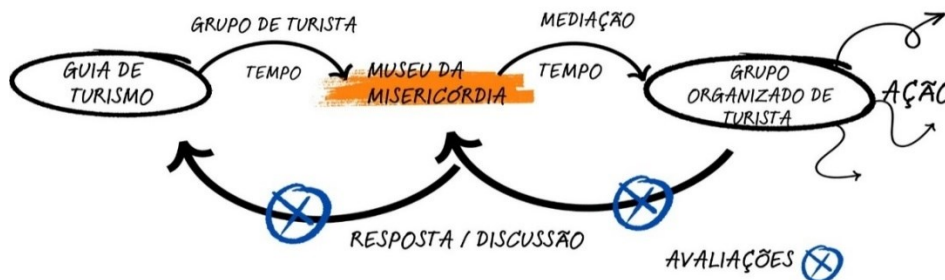 GRUPO DE TURISTA
MEDIAÇÃO
GUIA DE
TURISMO
TEMPO
MUSEU DA
MISERICÓRDIA
TEMPO
GRUPO
ORGANIZADO DE
TURISTA
AÇÃO
RESPOSTA / DISCUSSÃO
AVALIAÇÕES